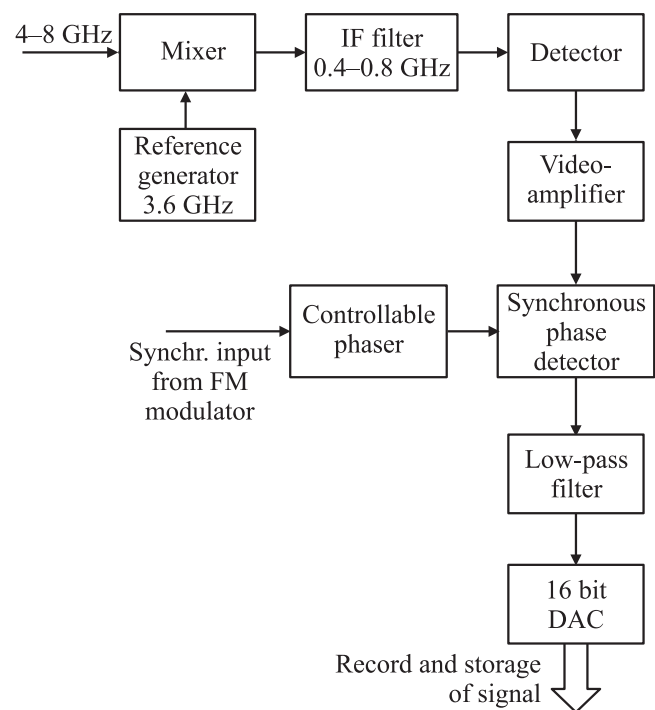 4–8 GHz
Mixer
IF filter
0.4–0.8 GHz
Detector
Reference
generator
3.6 GHz
Video-
amplifier
Synchr. input
from FM
modulator
Controllable
phaser
Synchronous
phase
detector
Low-pass
filter
16 bit
DAC
Record and storage
of signal